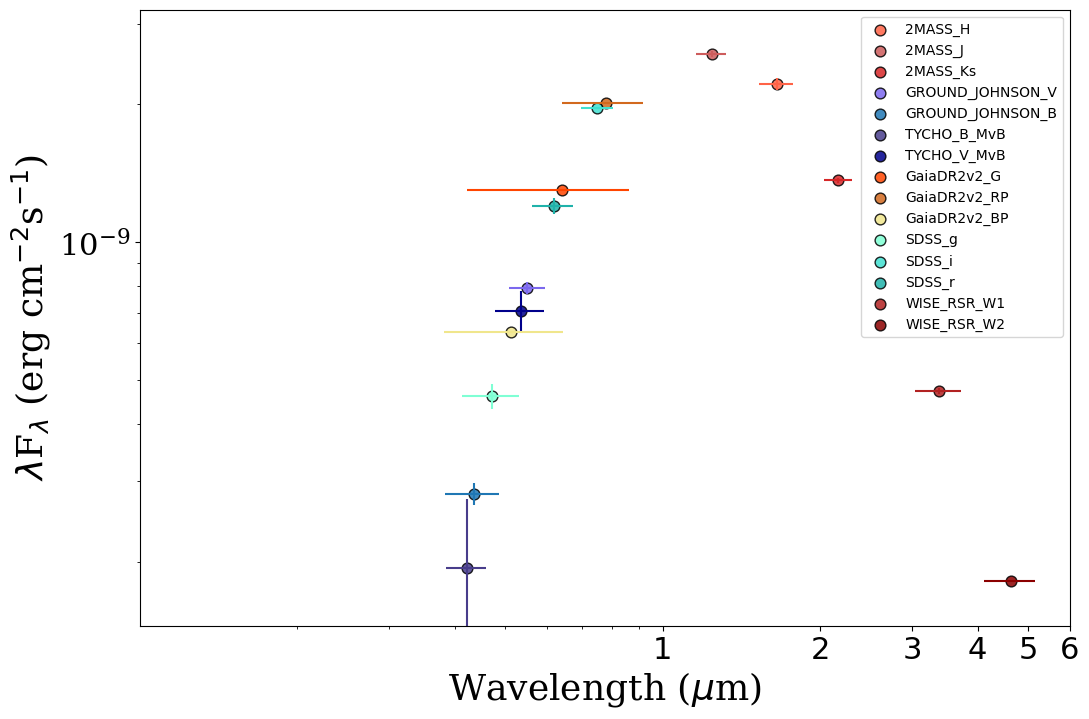 2MASS_H
2MASS_J
2MASS_Ks
GROUND_JOHNSON_V
GROUND_JOHNSON_B
TYCHO_B_MvB
TYCHO_V_MvB
GaiaDR2v2_G
GaiaDR2v2_RP
GaiaDR2v2_BP
SDSS_g
SDSS_i
SDSS_r
WISE_RSR_W1
WISE_RSR_W2
λF_λ (erg cm⁻²s⁻¹)
10⁻⁹
1 2 3 4 5 6
Wavelength (μm)